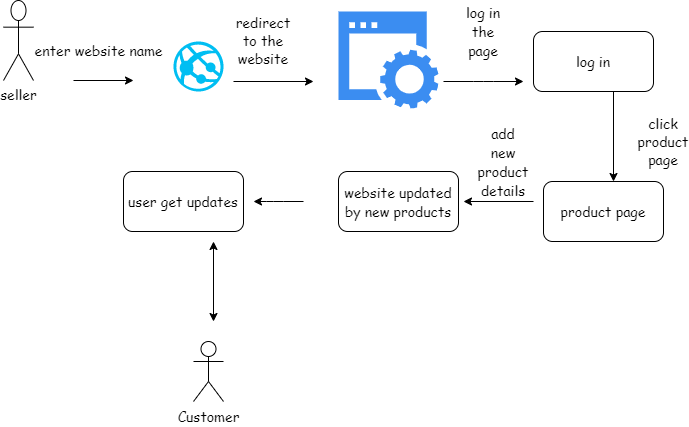 enter website name
seller
redirect
to the
website
log in
the
page
log in
click
product
page
product page
add
new
product
details
website updated
by new products
user get updates
Customer